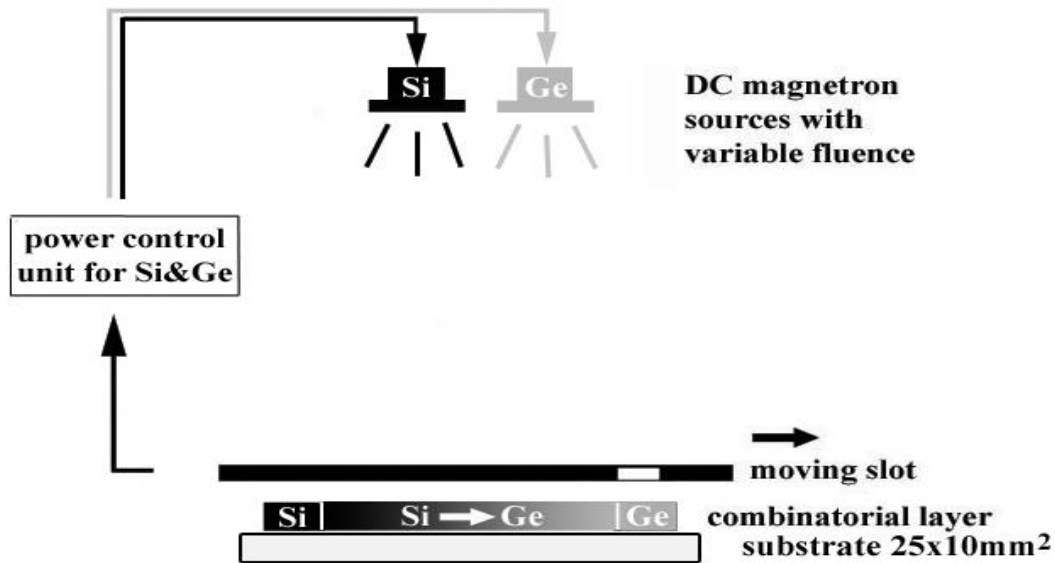 Si
Ge
DC magnetron
sources with
variable fluence
power control
unit for Si&Ge
moving slot
Si
Si
Ge
Ge
combinatorial layer
substrate 25x10mm²